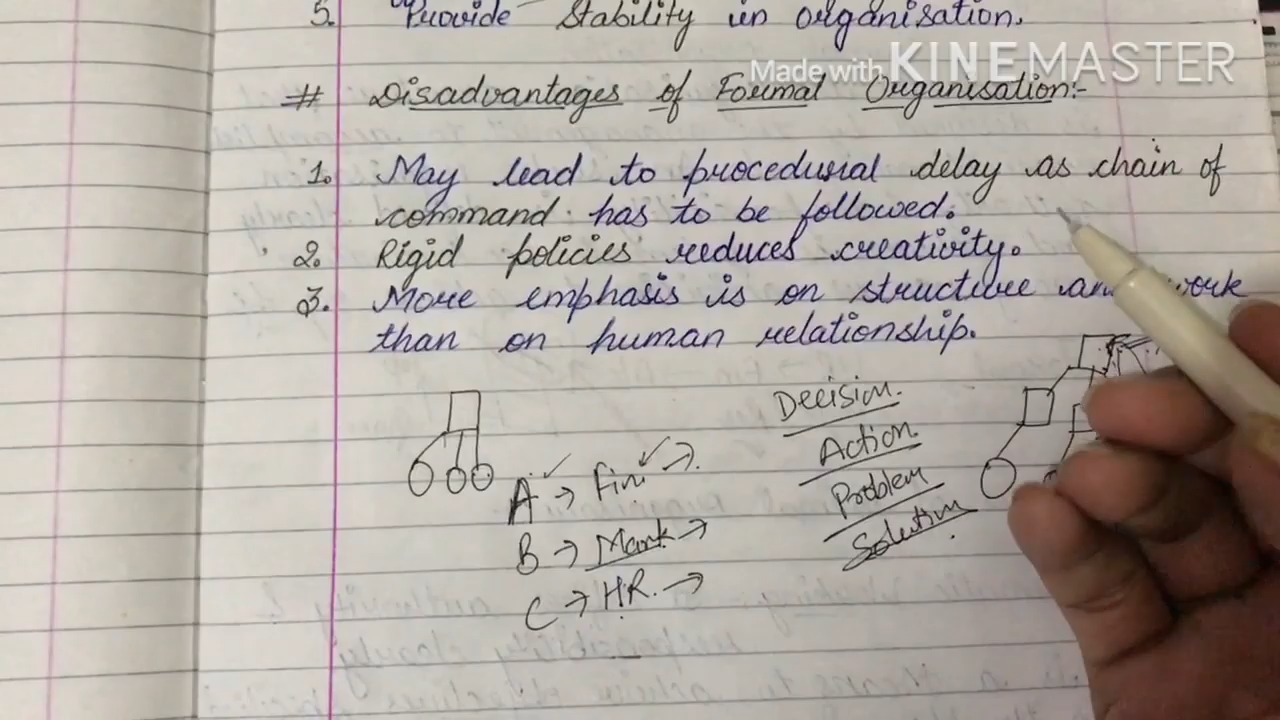 5. Provide Stability in organisation.
Made with KINEMASTER
# Disadvantages of Formal Organisation:-
1. May lead to procedural delay as chain of
command has to be followed.
2. Rigid policies reduces creativity.
3. More emphasis is on structure and work
than on human relationship.
Decision.
Action
Problem
Solution
A → Fin →
B → Mark →
C → HR. →